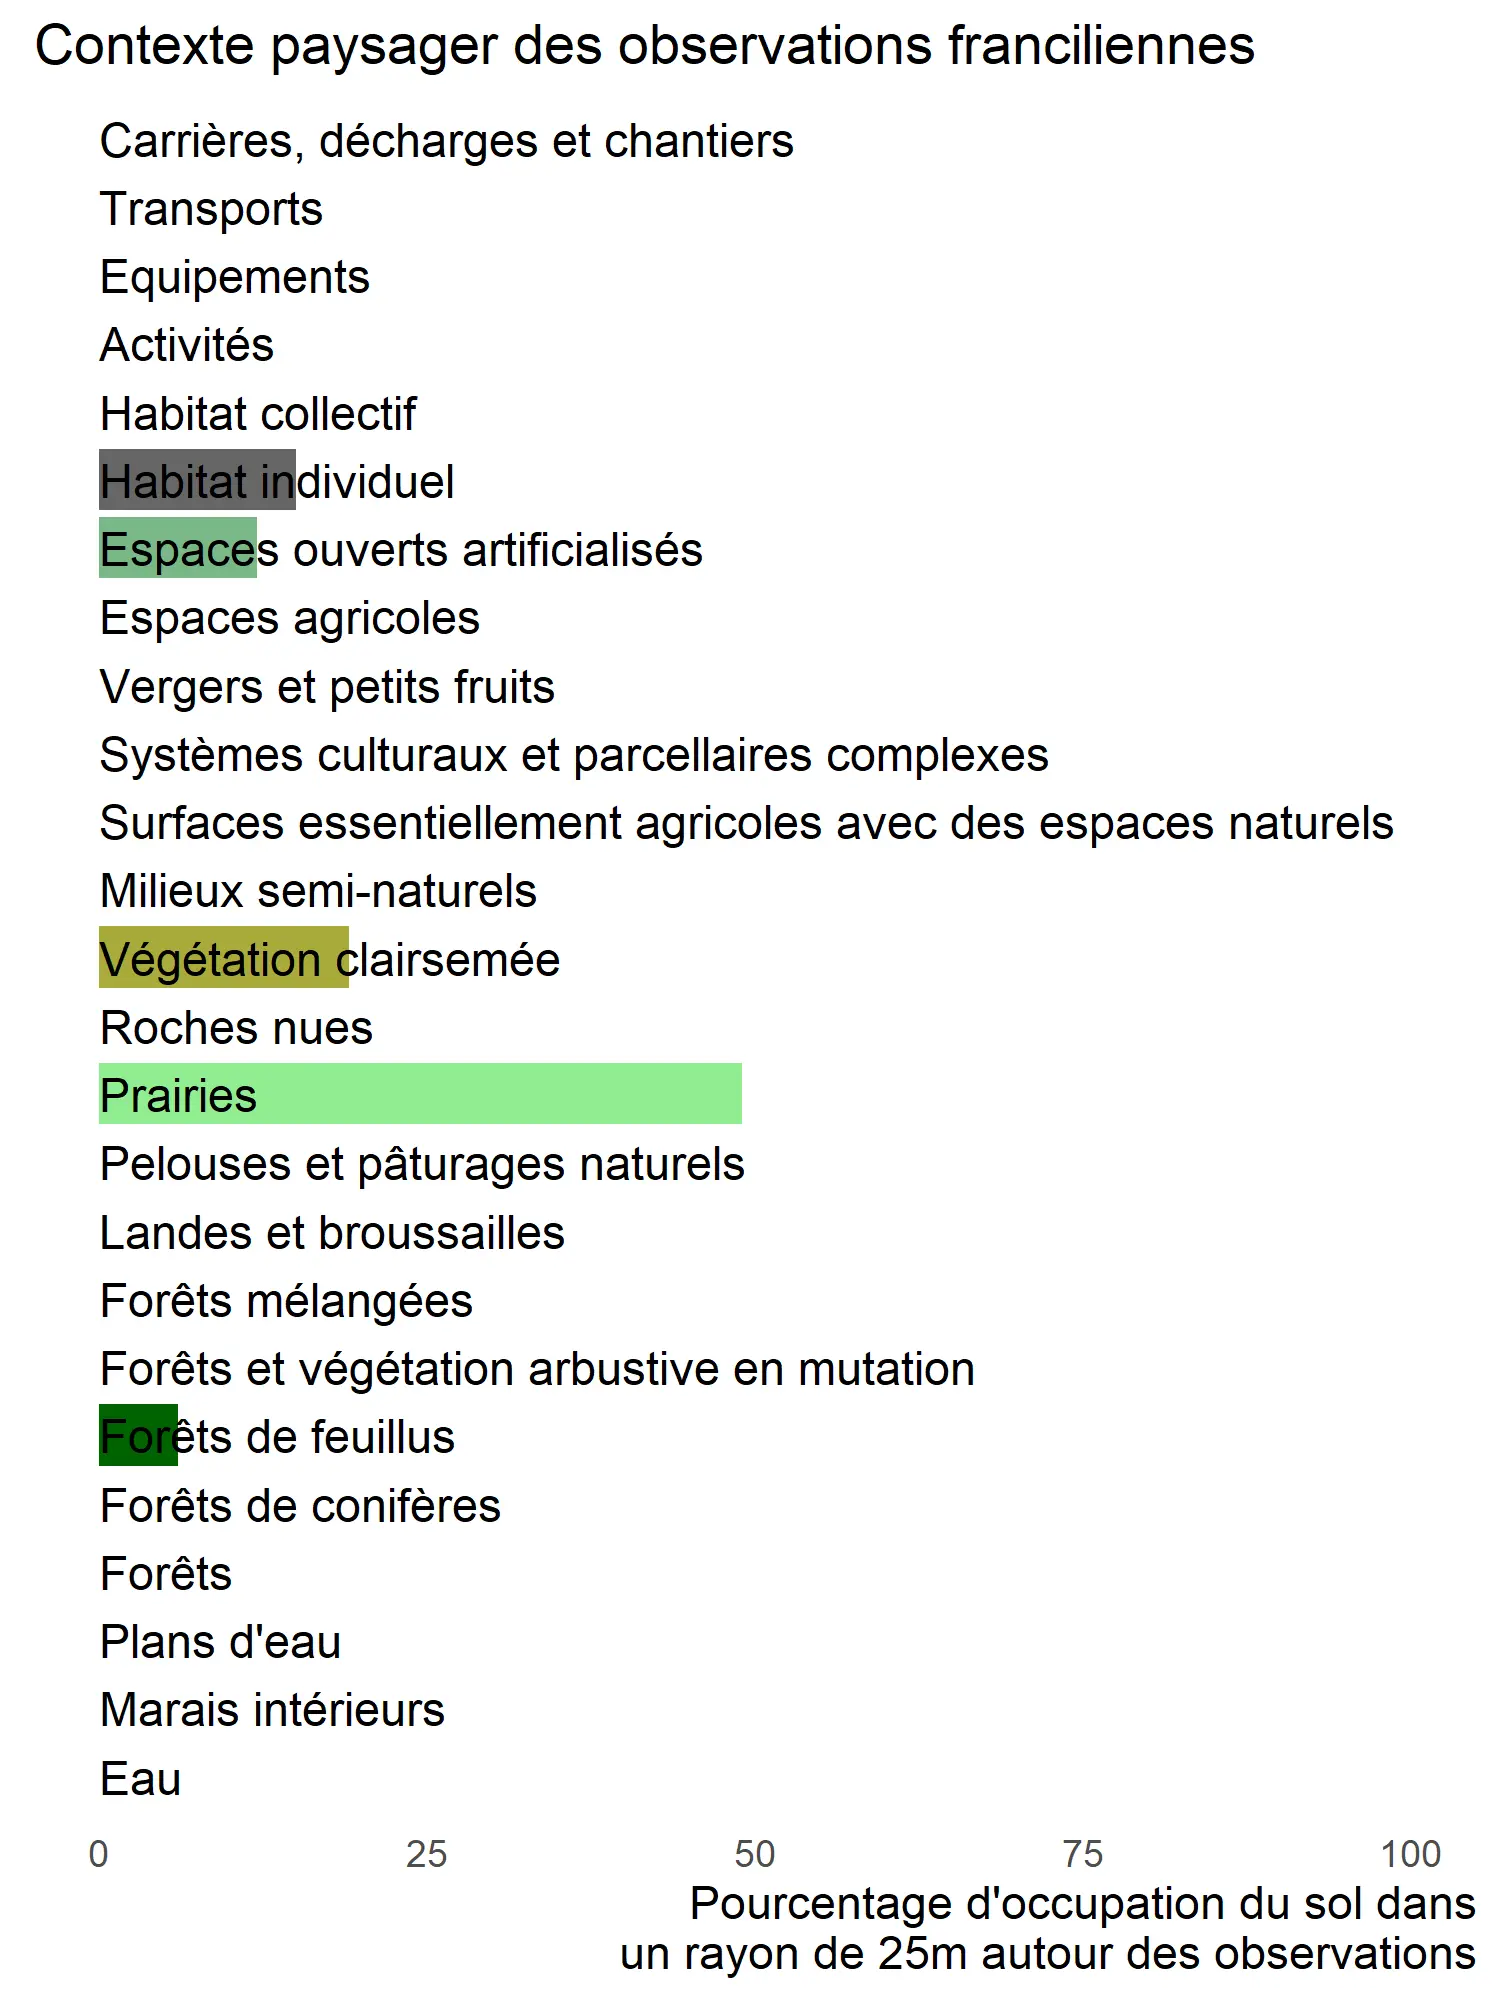 Contexte paysager des observations franciliennes
Carrières, décharges et chantiers
Transports
Equipements
Activités
Habitat collectif
Habitat individuel
Espaces ouverts artificialisés
Espaces agricoles
Vergers et petits fruits
Systèmes culturaux et parcellaires complexes
Surfaces essentiellement agricoles avec des espaces naturels
Milieux semi-naturels
Végétation clairsemée
Roches nues
Prairies
Pelouses et pâturages naturels
Landes et broussailles
Forêts mélangées
Forêts et végétation arbustive en mutation
Forêts de feuillus
Forêts de conifères
Forêts
Plans d'eau
Marais intérieurs
Eau
0 25 50 75 100
Pourcentage d'occupation du sol dans
un rayon de 25m autour des observations